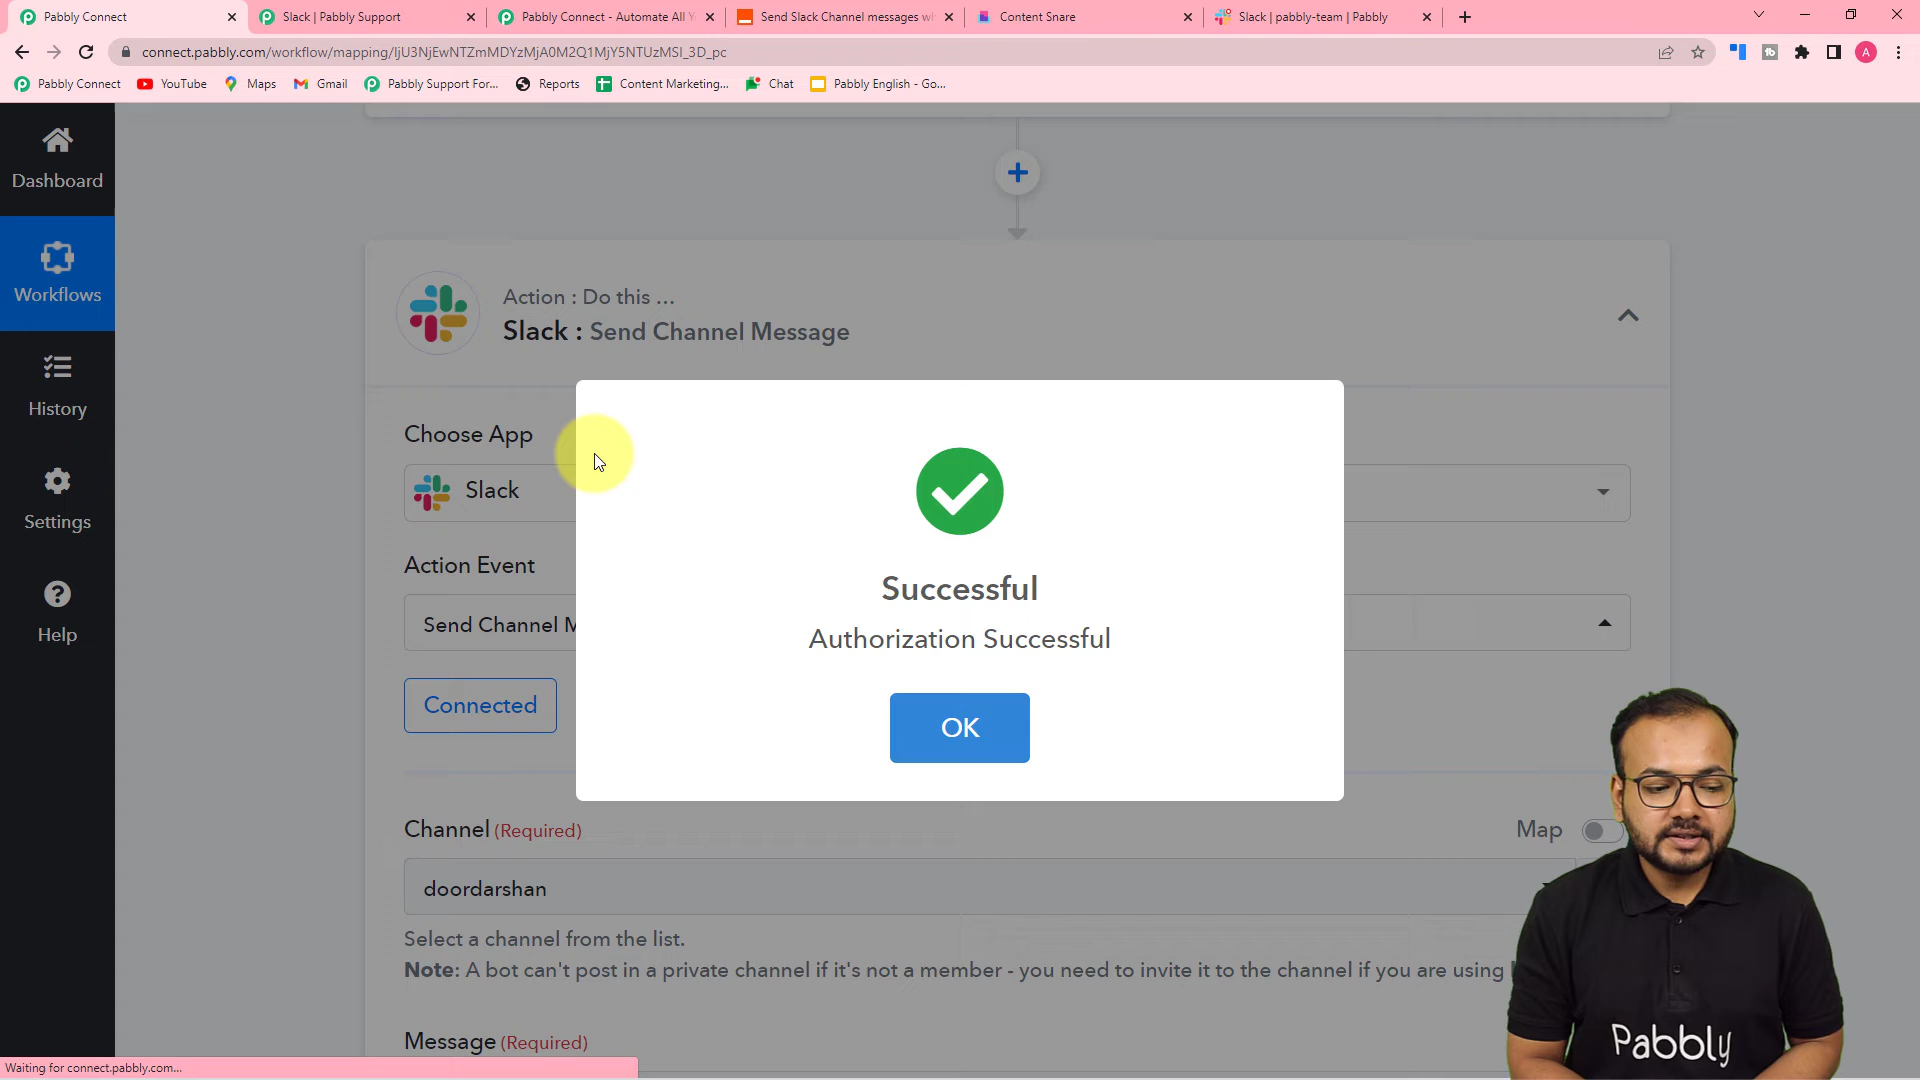 Pabbly Connect
Slack | Pabbly Support
Pabbly Connect - Automate All Y
Send Slack Channel messages w
Content Snare
Slack | pabbly-team | Pabbly
connect.pabbly.com/workflow/mapping/IjU3NjEwNTZmMDYzMjA0M2Q1MjY5NTUzMSI_3D_pc
A
Pabbly Connect
YouTube
Maps
Gmail
Pabbly Support For...
Reports
Content Marketing...
Chat
Pabbly English - Go...
Dashboard
Workflows
History
Settings
Help
Action : Do this ...
Slack : Send Channel Message
Choose App
Slack
Action Event
Send Channel M
Connected
Successful
Authorization Successful
OK
Channel (Required)
Map
doordarshan
Select a channel from the list.
Note: A bot can't post in a private channel if it's not a member - you need to invite it to the channel if you are using
Message (Required)
Waiting for connect.pabbly.com...
Pabbly